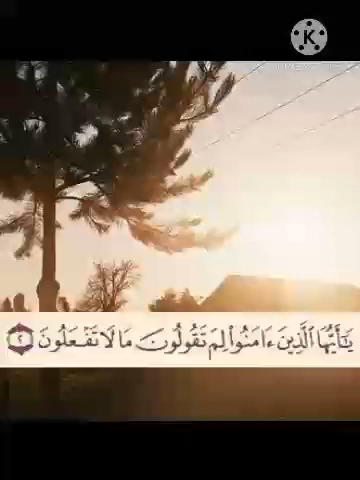 K
يَـٰٓأَيُّهَا ٱلَّذِينَ ءَامَنُوا۟ لِمَ تَقُولُونَ مَا لَا تَفْعَلُونَ ٢